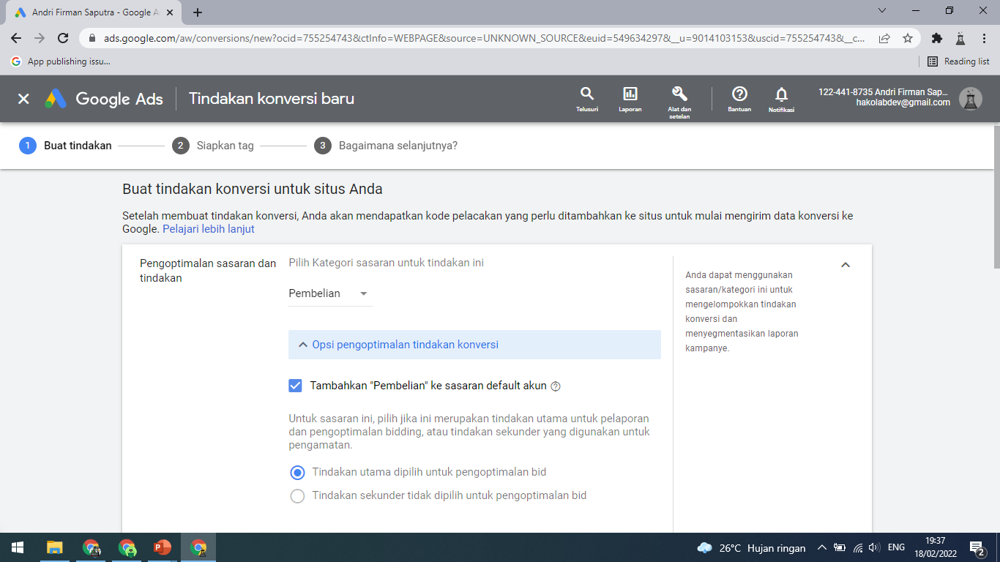 Andri Firman Saputra - Google A
ads.google.com/aw/conversions/new?ocid=755254743&ctInfo=WEBPAGE&source=UNKNOWN_SOURCE&euid=549634297&__u=9014103153&uscid=755254743&__c...
App publishing issu...
Reading list
Google Ads
Tindakan konversi baru
Telusuri
Laporan
Alat dan
setelan
Bantuan
Notifikasi
122-441-8735 Andri Firman Sap...
hakolabdev@gmail.com
1 Buat tindakan
2 Siapkan tag
3 Bagaimana selanjutnya?
Buat tindakan konversi untuk situs Anda
Setelah membuat tindakan konversi, Anda akan mendapatkan kode pelacakan yang perlu ditambahkan ke situs untuk mulai mengirim data konversi ke
Google. Pelajari lebih lanjut
Pengoptimalan sasaran dan
tindakan
Pilih Kategori sasaran untuk tindakan ini
Pembelian
Opsi pengoptimalan tindakan konversi
Tambahkan "Pembelian" ke sasaran default akun
Untuk sasaran ini, pilih jika ini merupakan tindakan utama untuk pelaporan
dan pengoptimalan bidding, atau tindakan sekunder yang digunakan untuk
pengamatan.
Tindakan utama dipilih untuk pengoptimalan bid
Tindakan sekunder tidak dipilih untuk pengoptimalan bid
Anda dapat menggunakan
sasaran/kategori ini untuk
mengelompokkan tindakan
konversi dan
menyegmentasikan laporan
kampanye.
26°C Hujan ringan
ENG
19:37
18/02/2022
2